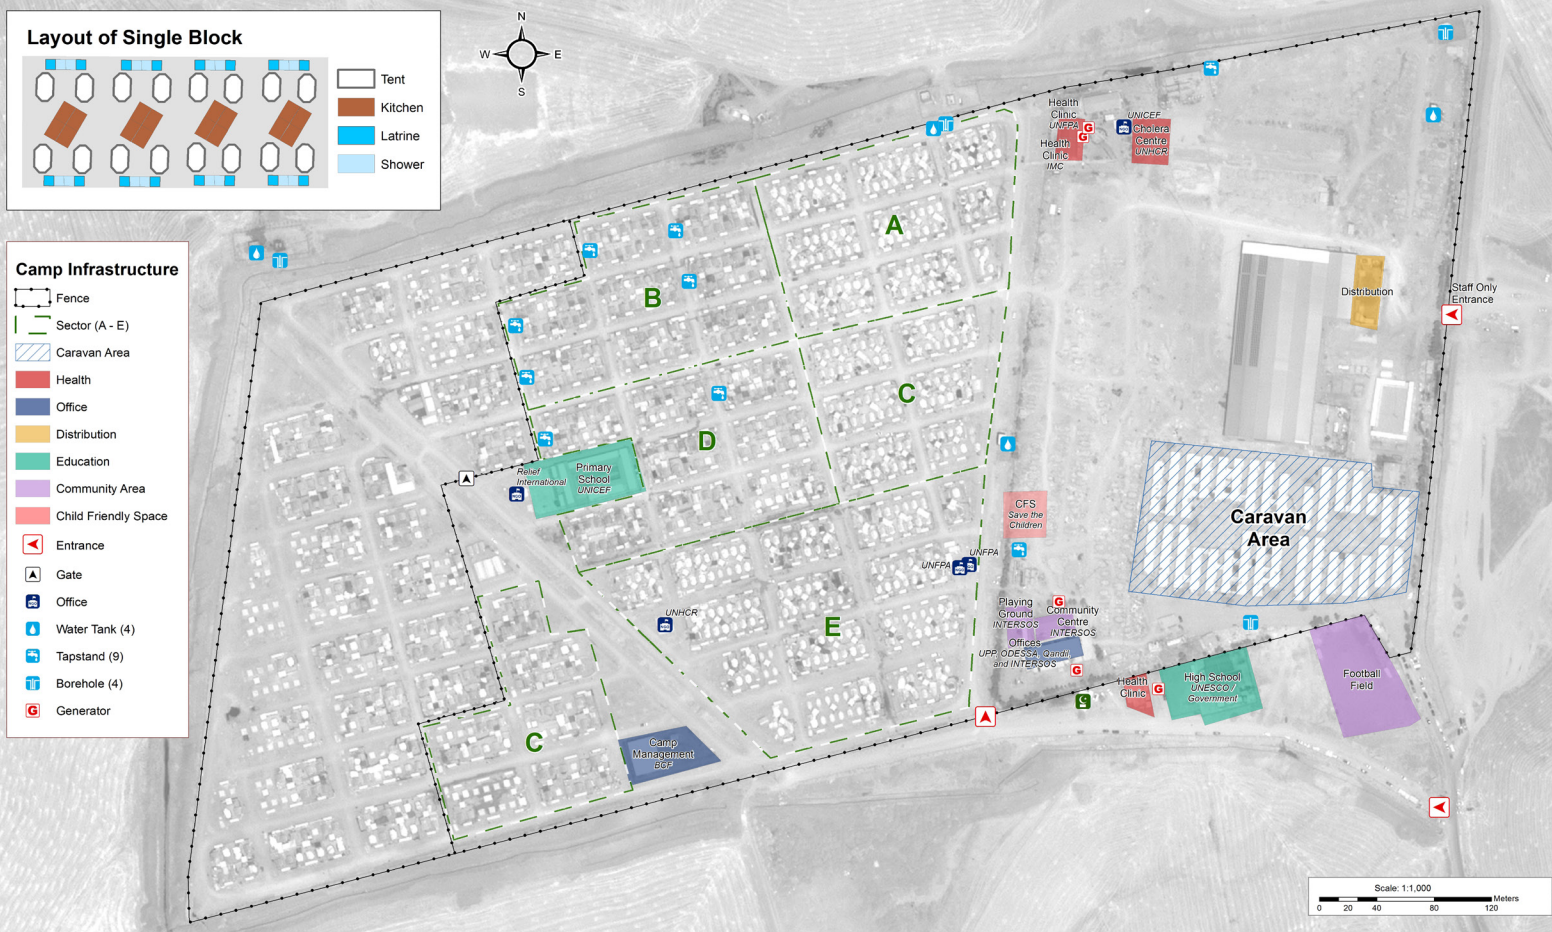 Layout of Single Block
Tent
Kitchen
Latrine
Shower
N
W
E
S
Camp Infrastructure
Fence
Sector (A - E)
Caravan Area
Health
Office
Distribution
Education
Community Area
Child Friendly Space
Entrance
Gate
Office
Water Tank (4)
Tapstand (9)
Borehole (4)
G
Generator
Health
Clinic
UNFPA
G
G
Health
Clinic
IMC
UNICEF
Cholera
Centre
UNHCR
A
B
Distribution
Staff Only
Entrance
C
D
Relief
International
Primary
School
UNICEF
CFS
Save the
Children
Caravan
Area
UNFPA
UNFPA
UNHCR
E
Playing
Ground
INTERSOS
G
Community
Centre
INTERSOS
Offices
UPP, ODESSA, Qandil,
and INTERSOS
G
Health
Clinic
G
High School
UNESCO /
Government
Football
Field
C
Camp
Management
BCF
Scale: 1:1,000
Meters
0 20 40 80 120